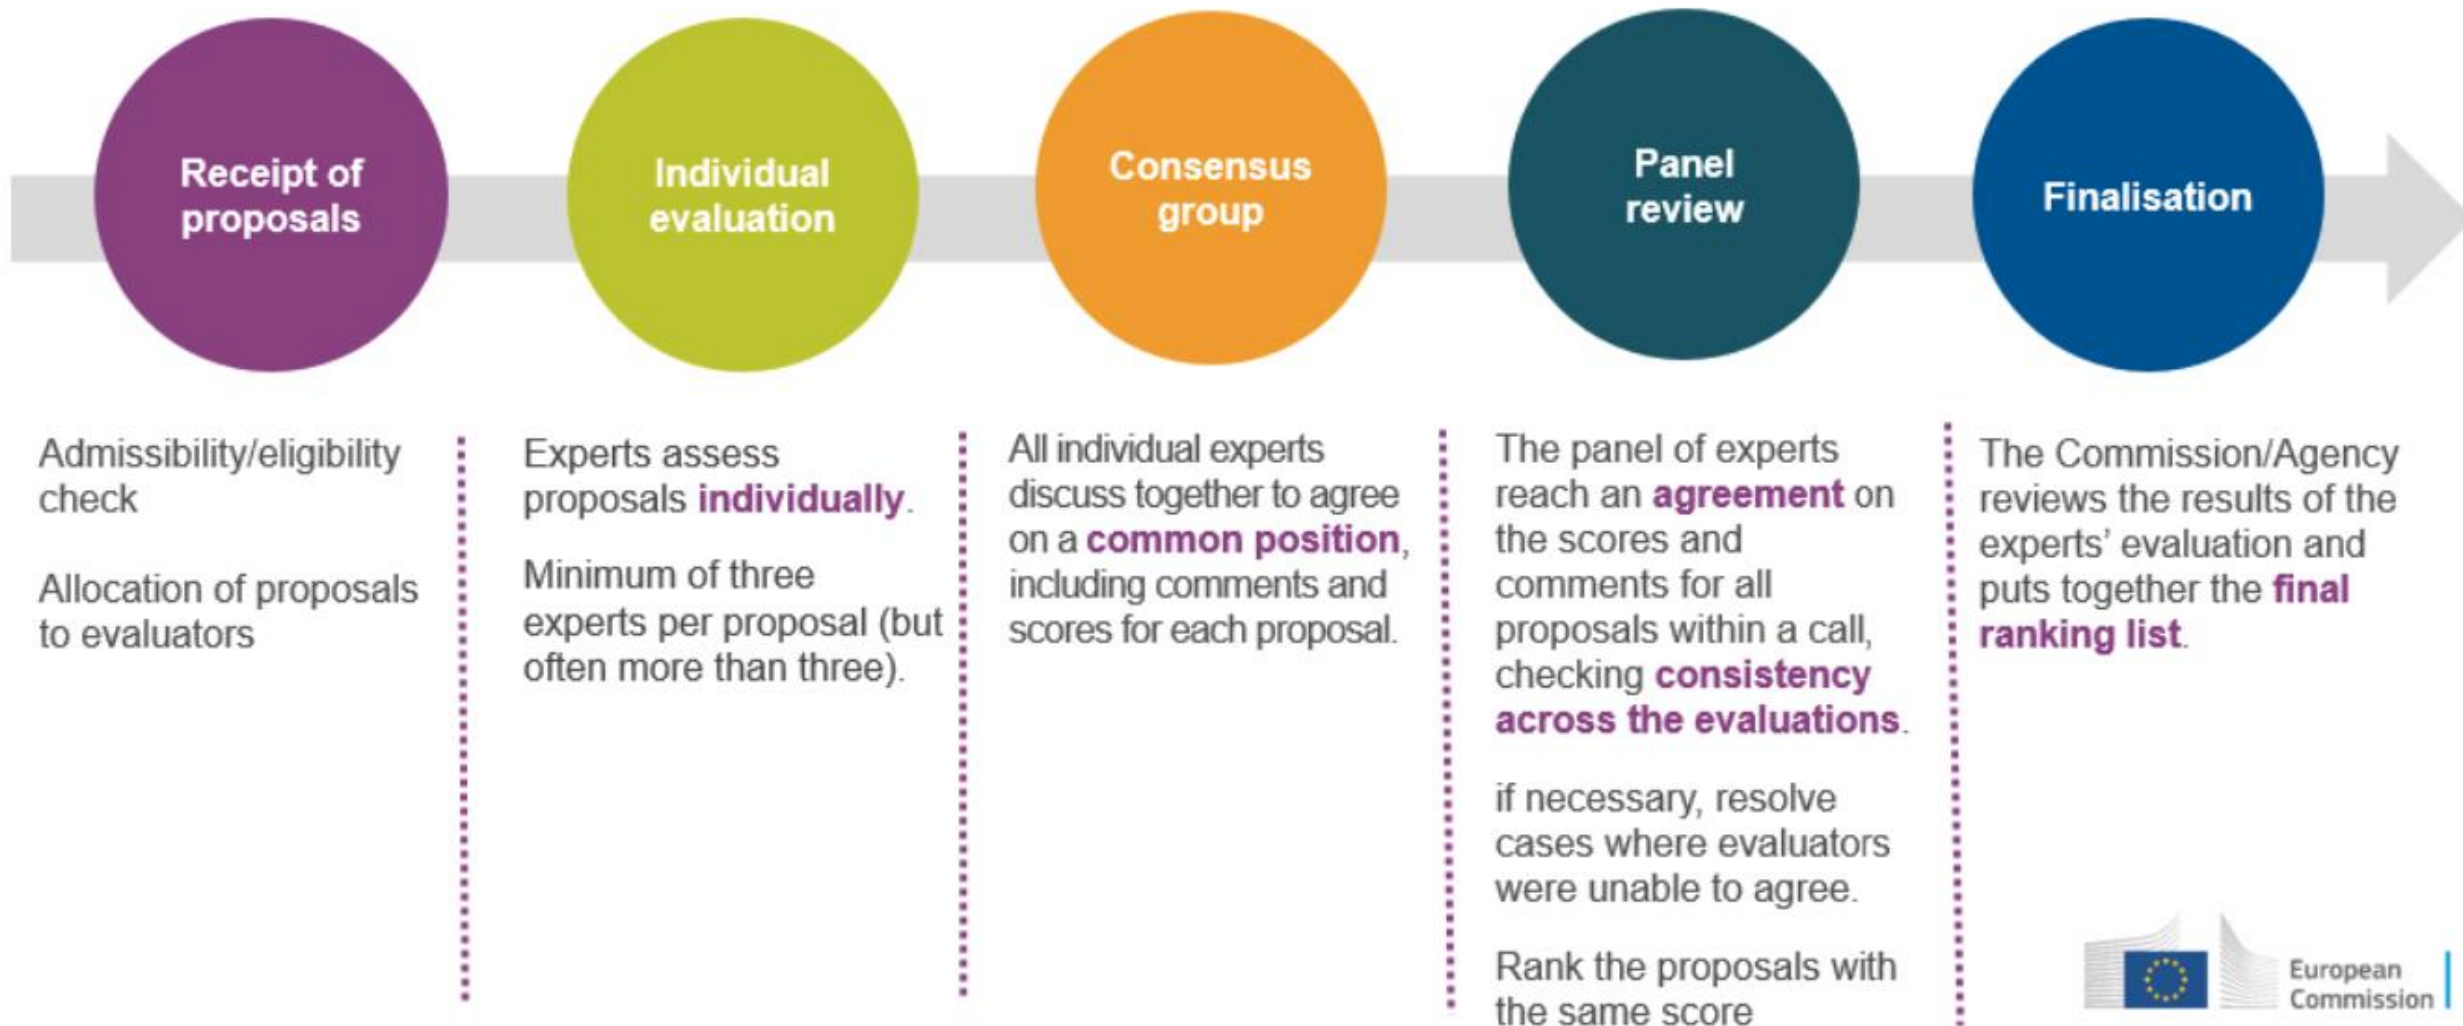 Receipt of
proposals
Individual
evaluation
Consensus
group
Panel
review
Finalisation
Admissibility/eligibility
check
Allocation of proposals
to evaluators
Experts assess
proposals individually.
Minimum of three
experts per proposal (but
often more than three).
All individual experts
discuss together to agree
on a common position,
including comments and
scores for each proposal.
The panel of experts
reach an agreement on
the scores and
comments for all
proposals within a call,
checking consistency
across the evaluations.
if necessary, resolve
cases where evaluators
were unable to agree.
Rank the proposals with
the same score
The Commission/Agency
reviews the results of the
experts’ evaluation and
puts together the final
ranking list.
European
Commission